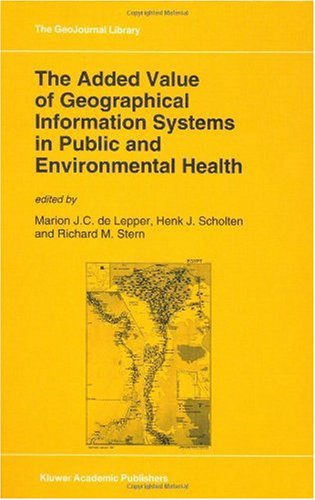 The GeoJournal Library
The Added Value
of Geographical
Information Systems
in Public and
Environmental Health
edited by
Marion J.C. de Lepper, Henk J. Scholten
and Richard M. Stern
EGYPT
Kluwer Academic Publishers